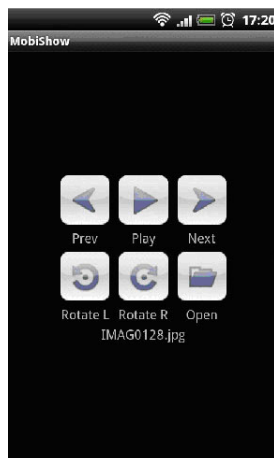 17:20
MobiShow
Prev Play Next
Rotate L Rotate R Open
IMAG0128.jpg